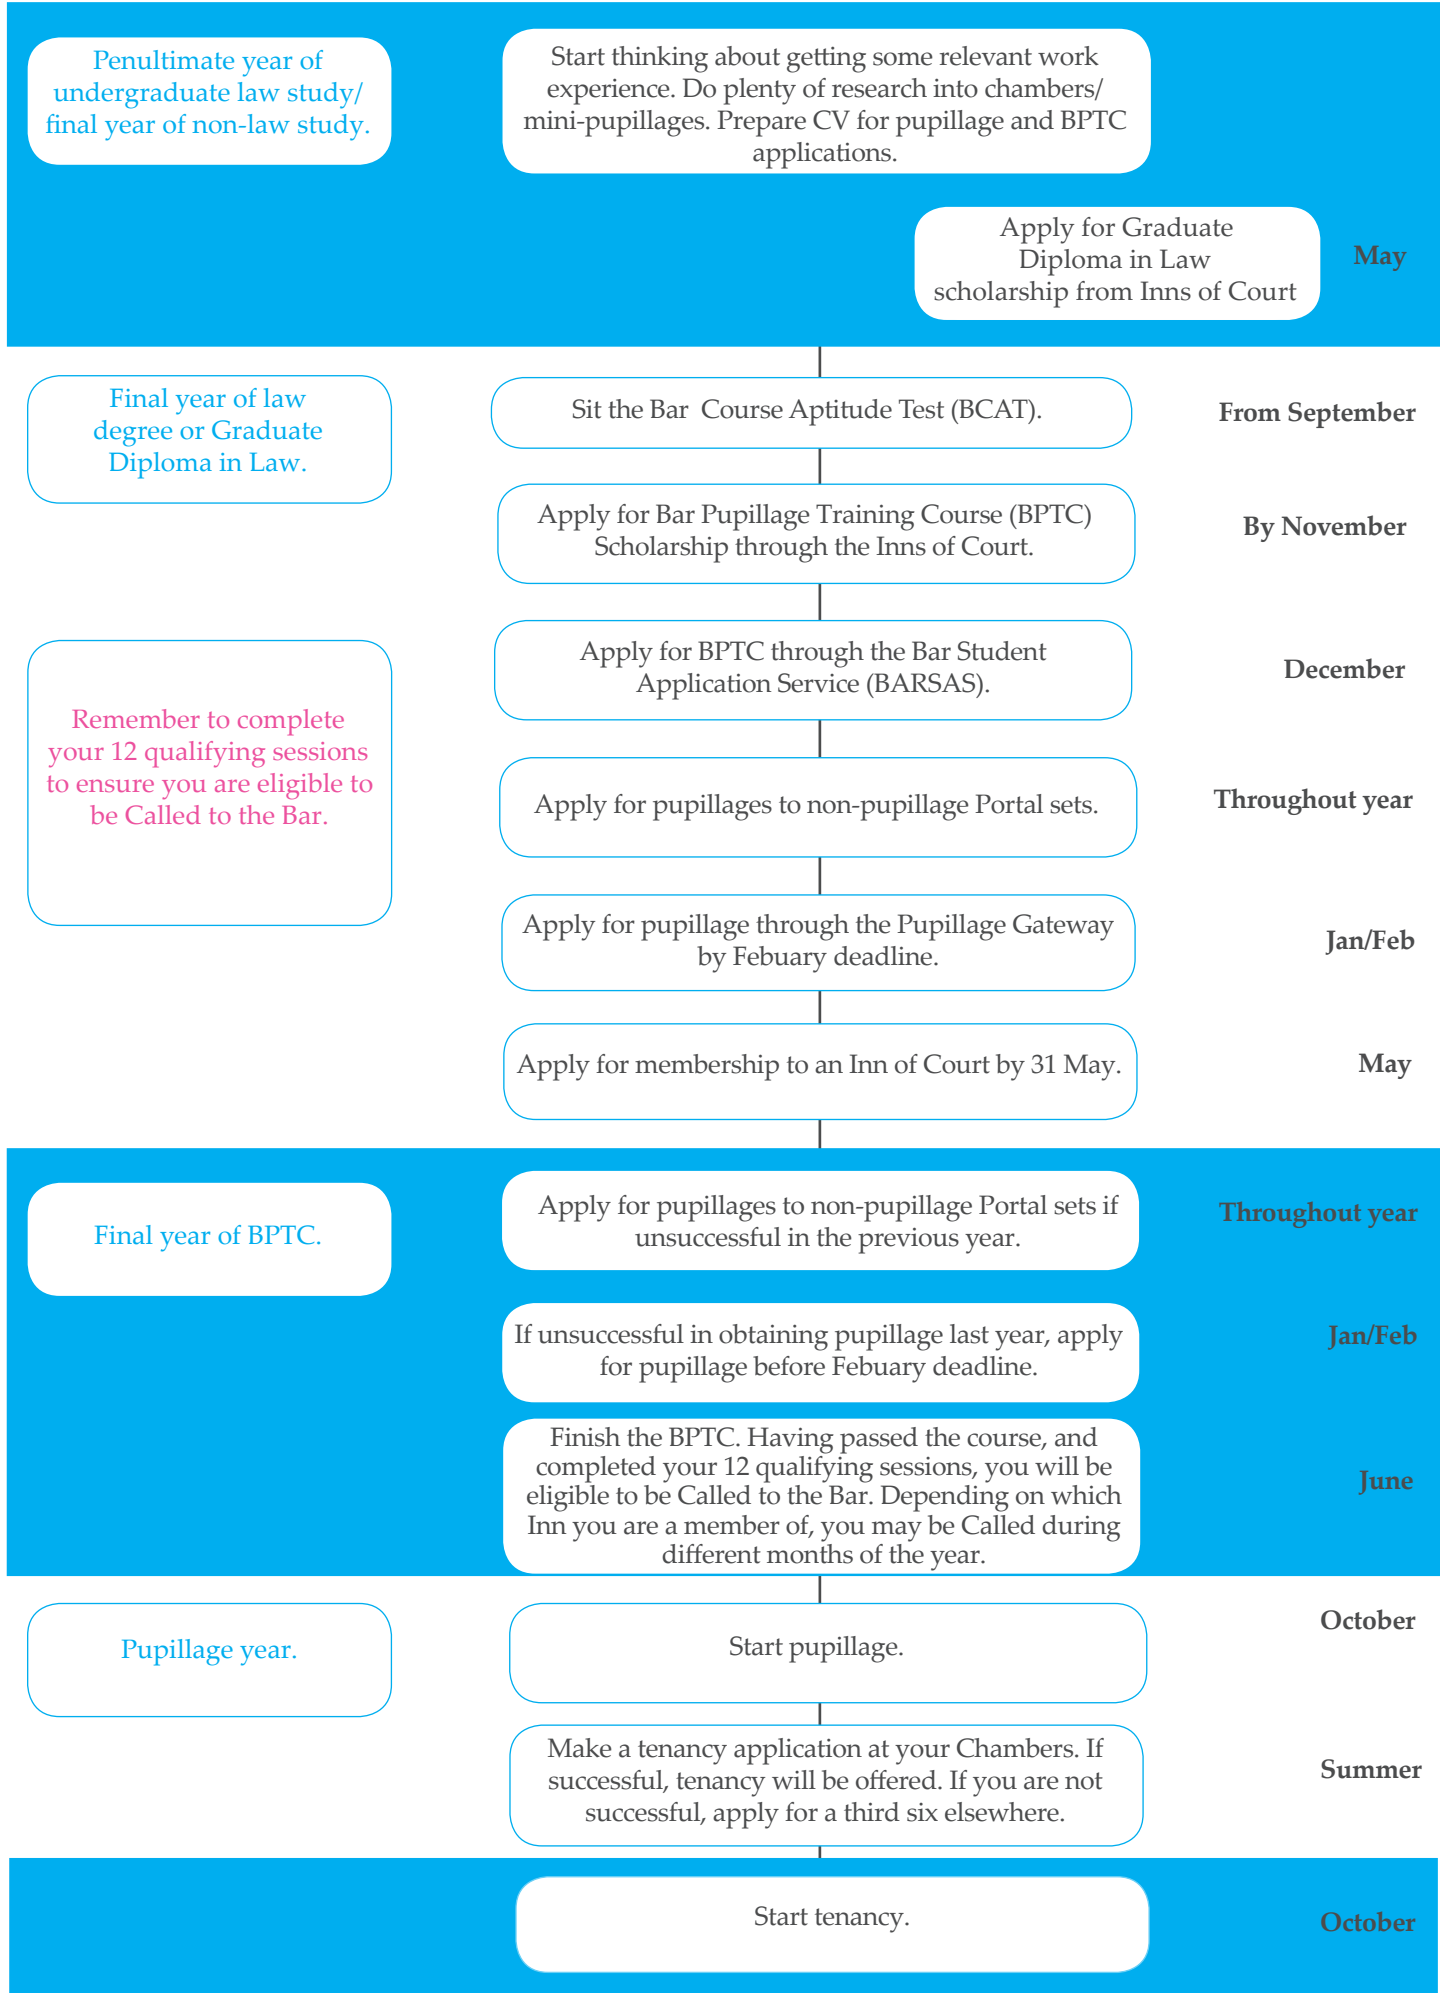 Penultimate year of
undergraduate law study/
final year of non-law study.
Start thinking about getting some relevant work
experience. Do plenty of research into chambers/
mini-pupillages. Prepare CV for pupillage and BPTC
applications.
Apply for Graduate
Diploma in Law
scholarship from Inns of Court
May
Final year of law
degree or Graduate
Diploma in Law.
Sit the Bar  Course Aptitude Test (BCAT).
From September
Apply for Bar Pupillage Training Course (BPTC)
Scholarship through the Inns of Court.
By November
Apply for BPTC through the Bar Student
Application Service (BARSAS).
December
Remember to complete
your 12 qualifying sessions
to ensure you are eligible to
be Called to the Bar.
Apply for pupillages to non-pupillage Portal sets.
Throughout year
Apply for pupillage through the Pupillage Gateway
by Febuary deadline.
Jan/Feb
Apply for membership to an Inn of Court by 31 May.
May
Final year of BPTC.
Apply for pupillages to non-pupillage Portal sets if
unsuccessful in the previous year.
Throughout year
If unsuccessful in obtaining pupillage last year, apply
for pupillage before Febuary deadline.
Jan/Feb
Finish the BPTC. Having passed the course, and
completed your 12 qualifying sessions, you will be
eligible to be Called to the Bar. Depending on which
Inn you are a member of, you may be Called during
different months of the year.
June
Pupillage year.
Start pupillage.
October
Make a tenancy application at your Chambers. If
successful, tenancy will be offered. If you are not
successful, apply for a third six elsewhere.
Summer
Start tenancy.
October